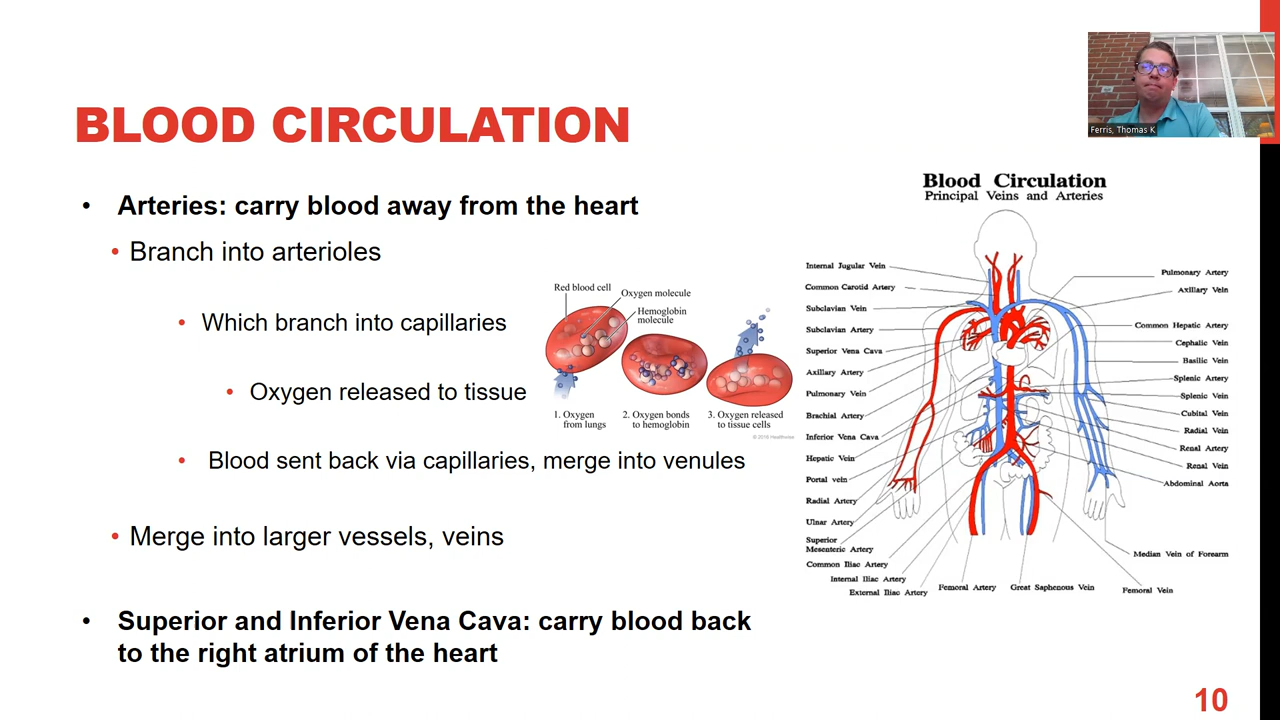 Ferris, Thomas K
BLOOD CIRCULATION
• Arteries: carry blood away from the heart
• Branch into arterioles
• Which branch into capillaries
• Oxygen released to tissue
• Blood sent back via capillaries, merge into venules
• Merge into larger vessels, veins
• Superior and Inferior Vena Cava: carry blood back
to the right atrium of the heart
Red blood cell
Oxygen molecule
Hemoglobin
molecule
1. Oxygen
from lungs
2. Oxygen bonds
to hemoglobin
3. Oxygen released
to tissue cells
Blood Circulation
Principal Veins and Arteries
Internal Jugular Vein
Common Carotid Artery
Subclavian Vein
Subclavian Artery
Superior Vena Cava
Axillary Artery
Pulmonary Vein
Brachial Artery
Inferior Vena Cava
Hepatic Vein
Portal vein
Radial Artery
Ulnar Artery
Superior
Mesenteric Artery
Common Iliac Artery
Internal Iliac Artery
External Iliac Artery
Femoral Artery
Great Saphenous Vein
Femoral Vein
Pulmonary Artery
Axillary Vein
Common Hepatic Artery
Cephalic Vein
Basilic Vein
Splenic Artery
Splenic Vein
Cubital Vein
Radial Vein
Renal Artery
Renal Vein
Abdominal Aorta
Median Vein of Forearm
10